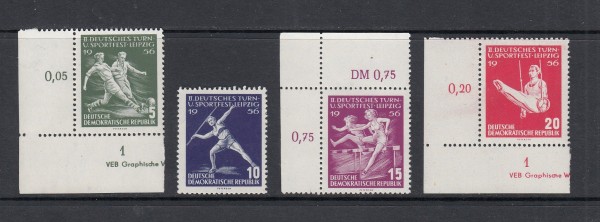 II. DEUTSCHES TURN-
U. SPORTFEST-LEIPZIG
19 56
0,05
5
DEUTSCHE
DEMOKRATISCHE REPUBLIK
1
VEB Graphische W
II. DEUTSCHES TURN-
U. SPORTFEST-LEIPZIG
19 56
10
DEUTSCHE
DEMOKRATISCHE REPUBLIK
DM 0,75
II. DEUTSCHES TURN-
U. SPORTFEST-LEIPZIG
19 56
0,75
15
DEUTSCHE
DEMOKRATISCHE REPUBLIK
II. DEUTSCHES TURN-
U. SPORTFEST-LEIPZIG
19 56
0,20
20
DEUTSCHE
DEMOKRATISCHE REPUBLIK
1
VEB Graphische W